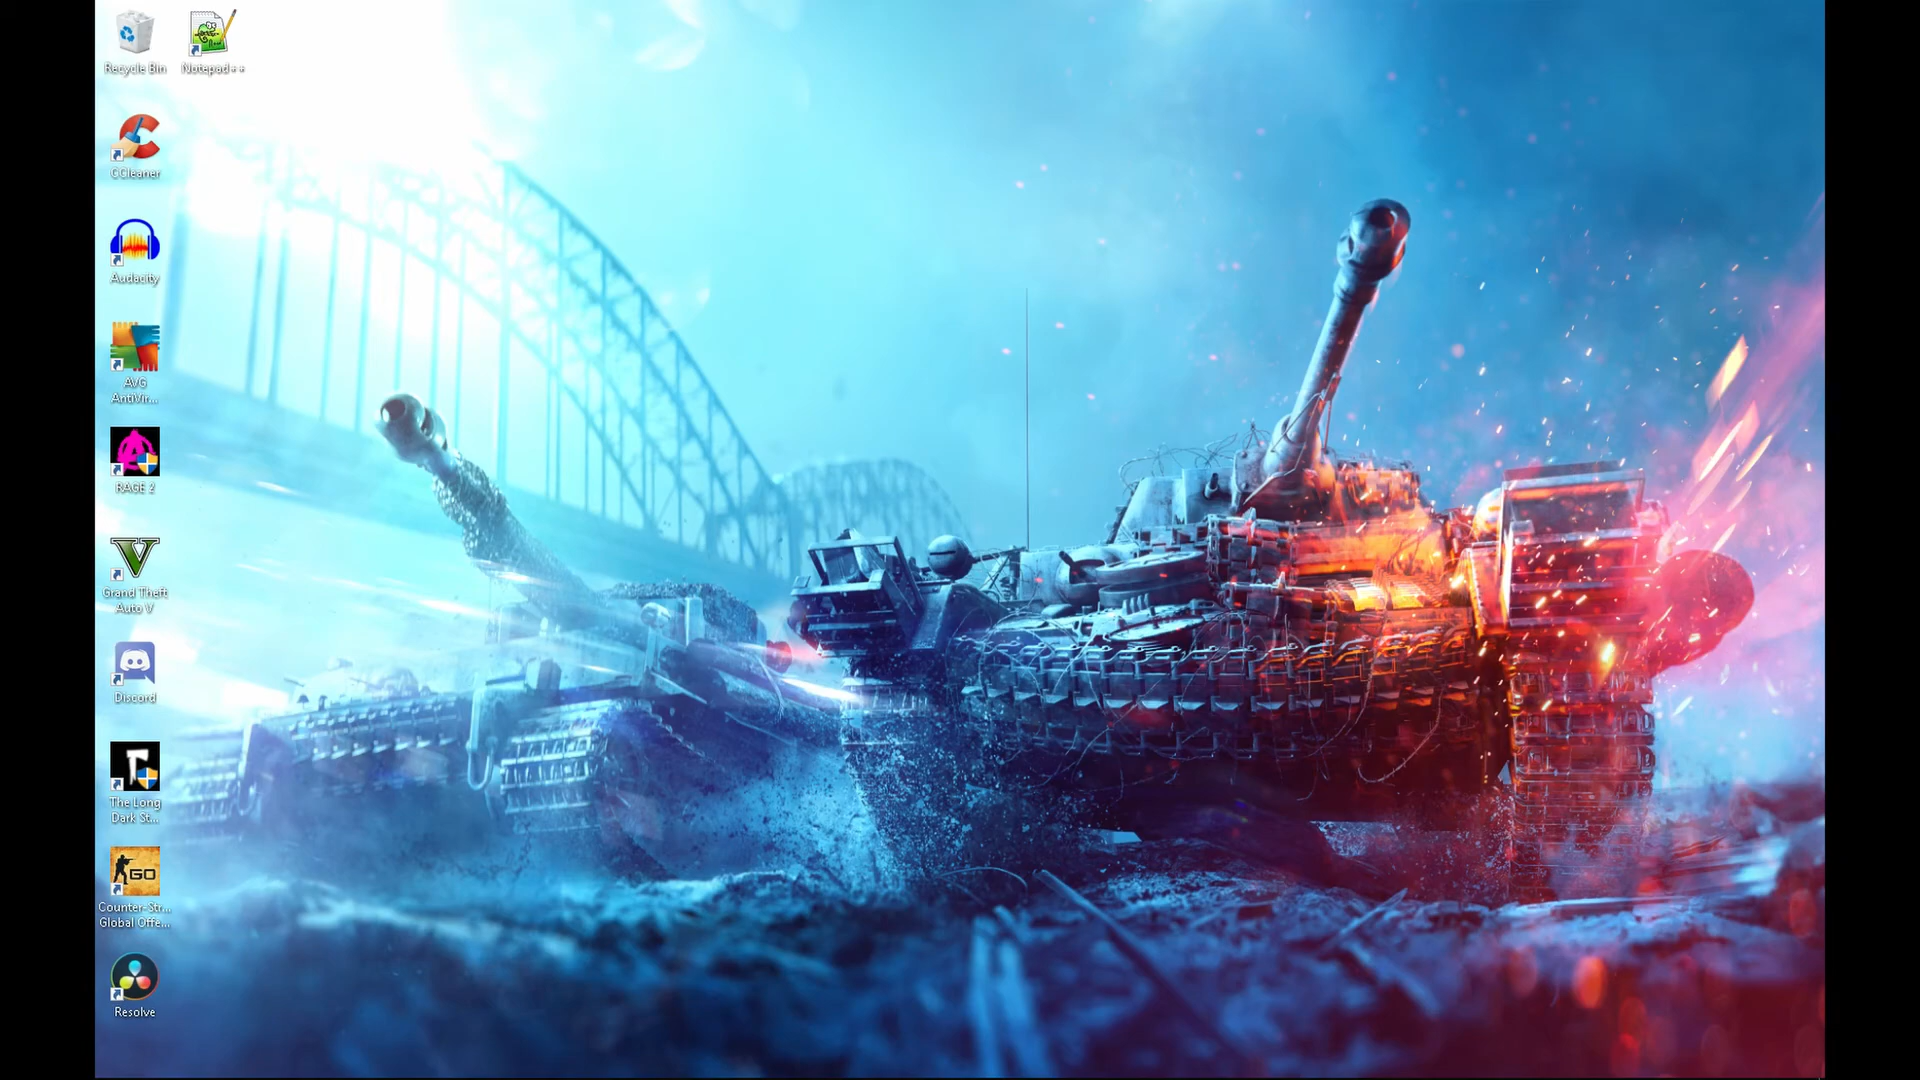 Recycle Bin
Notepad++
CCleaner
Audacity
AVG
AntiVir...
RAGE 2
Grand Theft
Auto V
Discord
The Long
Dark St...
GO
Counter-Str...
Global Offe...
Resolve